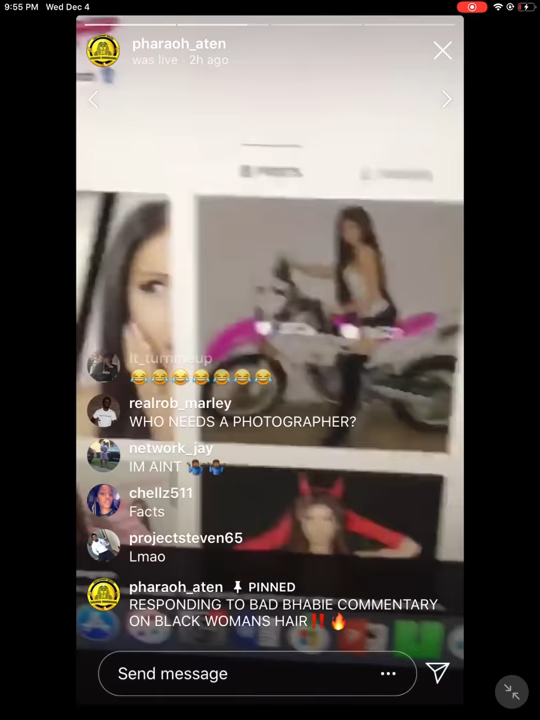 9:55 PM Wed Dec 4
pharaoh_aten
was live · 2h ago
lt_turnmeup
😂😂😂😂😂😂😂
realrob_marley
WHO NEEDS A PHOTOGRAPHER?
network_jay
IM AINT 🤷🏾‍♂️🤷🏾‍♂️
chellz511
Facts
projectsteven65
Lmao
pharaoh_aten PINNED
RESPONDING TO BAD BHABIE COMMENTARY
ON BLACK WOMANS HAIR‼️🔥
Send message